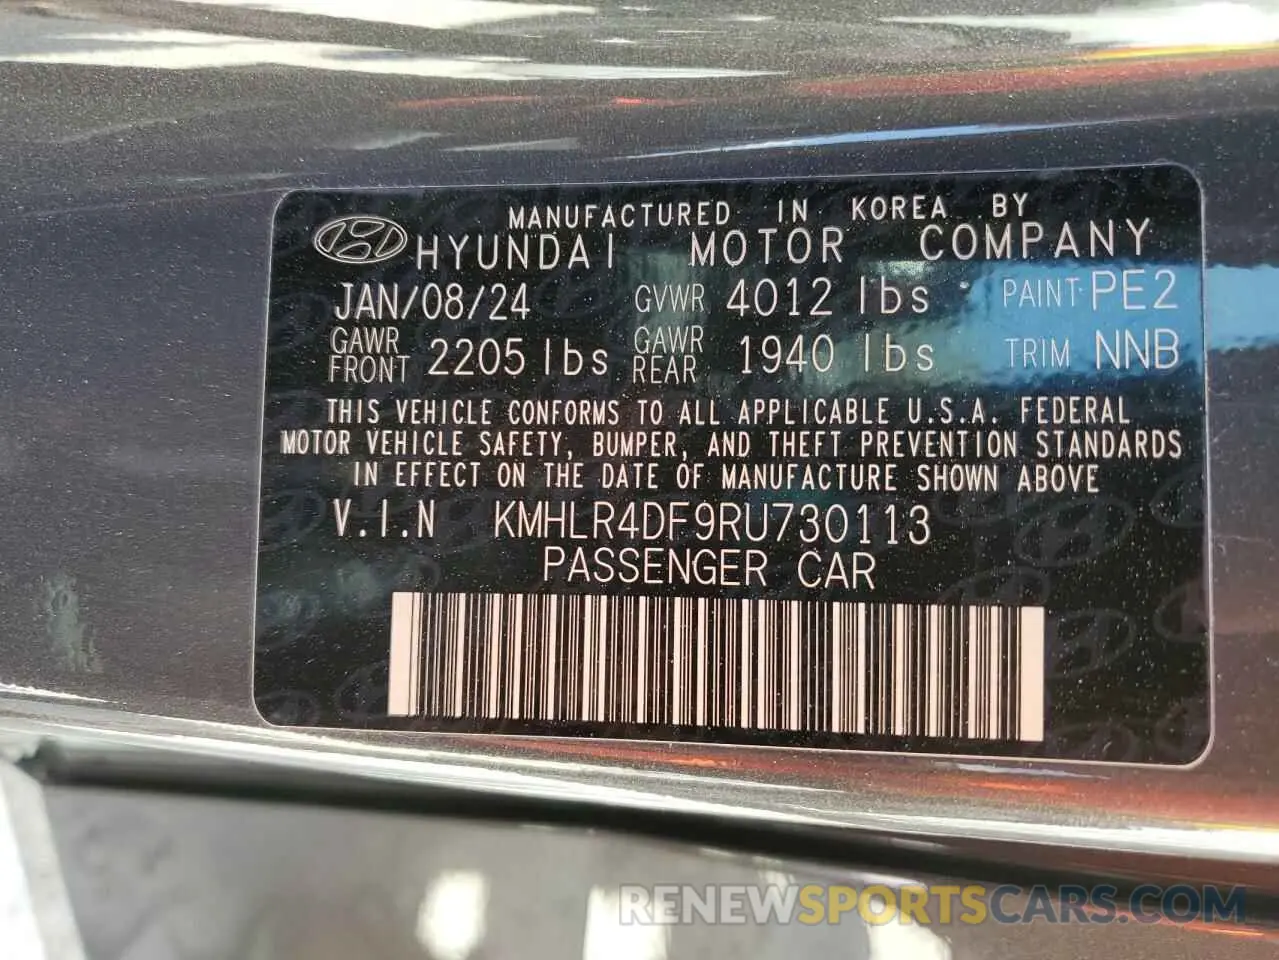 MANUFACTURED IN KOREA BY
HYUNDAI MOTOR COMPANY
JAN/08/24 GVWR 4012 lbs PAINT PE2
GAWR FRONT 2205 lbs GAWR REAR 1940 lbs TRIM NNB
THIS VEHICLE CONFORMS TO ALL APPLICABLE U.S.A. FEDERAL
MOTOR VEHICLE SAFETY, BUMPER, AND THEFT PREVENTION STANDARDS
IN EFFECT ON THE DATE OF MANUFACTURE SHOWN ABOVE
V.I.N KMHLR4DF9RU730113
PASSENGER CAR
RENEWSPORTSCARS.COM